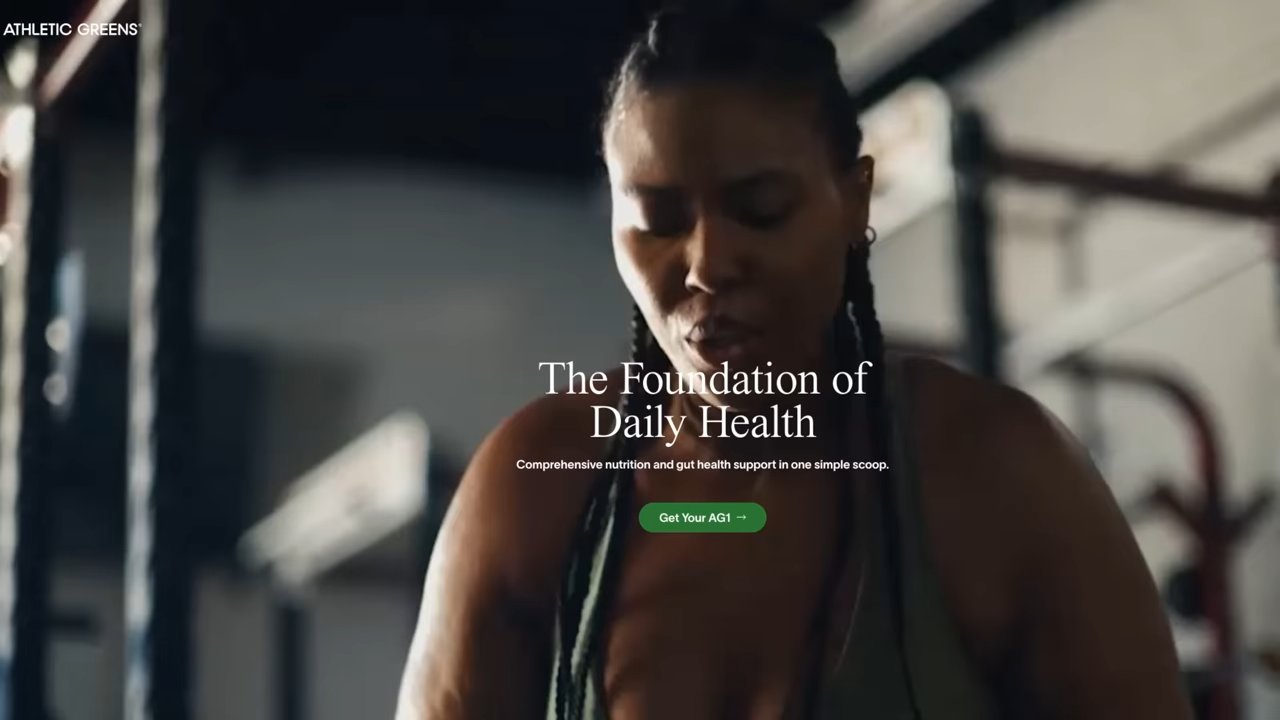 ATHLETIC GREENS®
The Foundation of
Daily Health
Comprehensive nutrition and gut health support in one simple scoop.
Get Your AG1 →